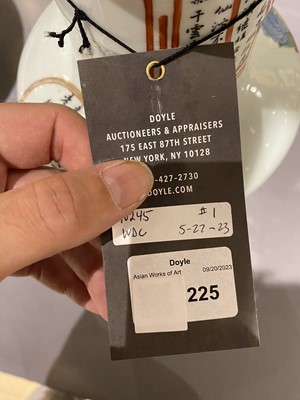 DOYLE
AUCTIONEERS & APPRAISERS
175 EAST 87TH STREET
NEW YORK, NY 10128
-427-2730
DOYLE.COM
#1
WDC 5-27-23
Doyle
Asian Works of Art 09/20/2023
225